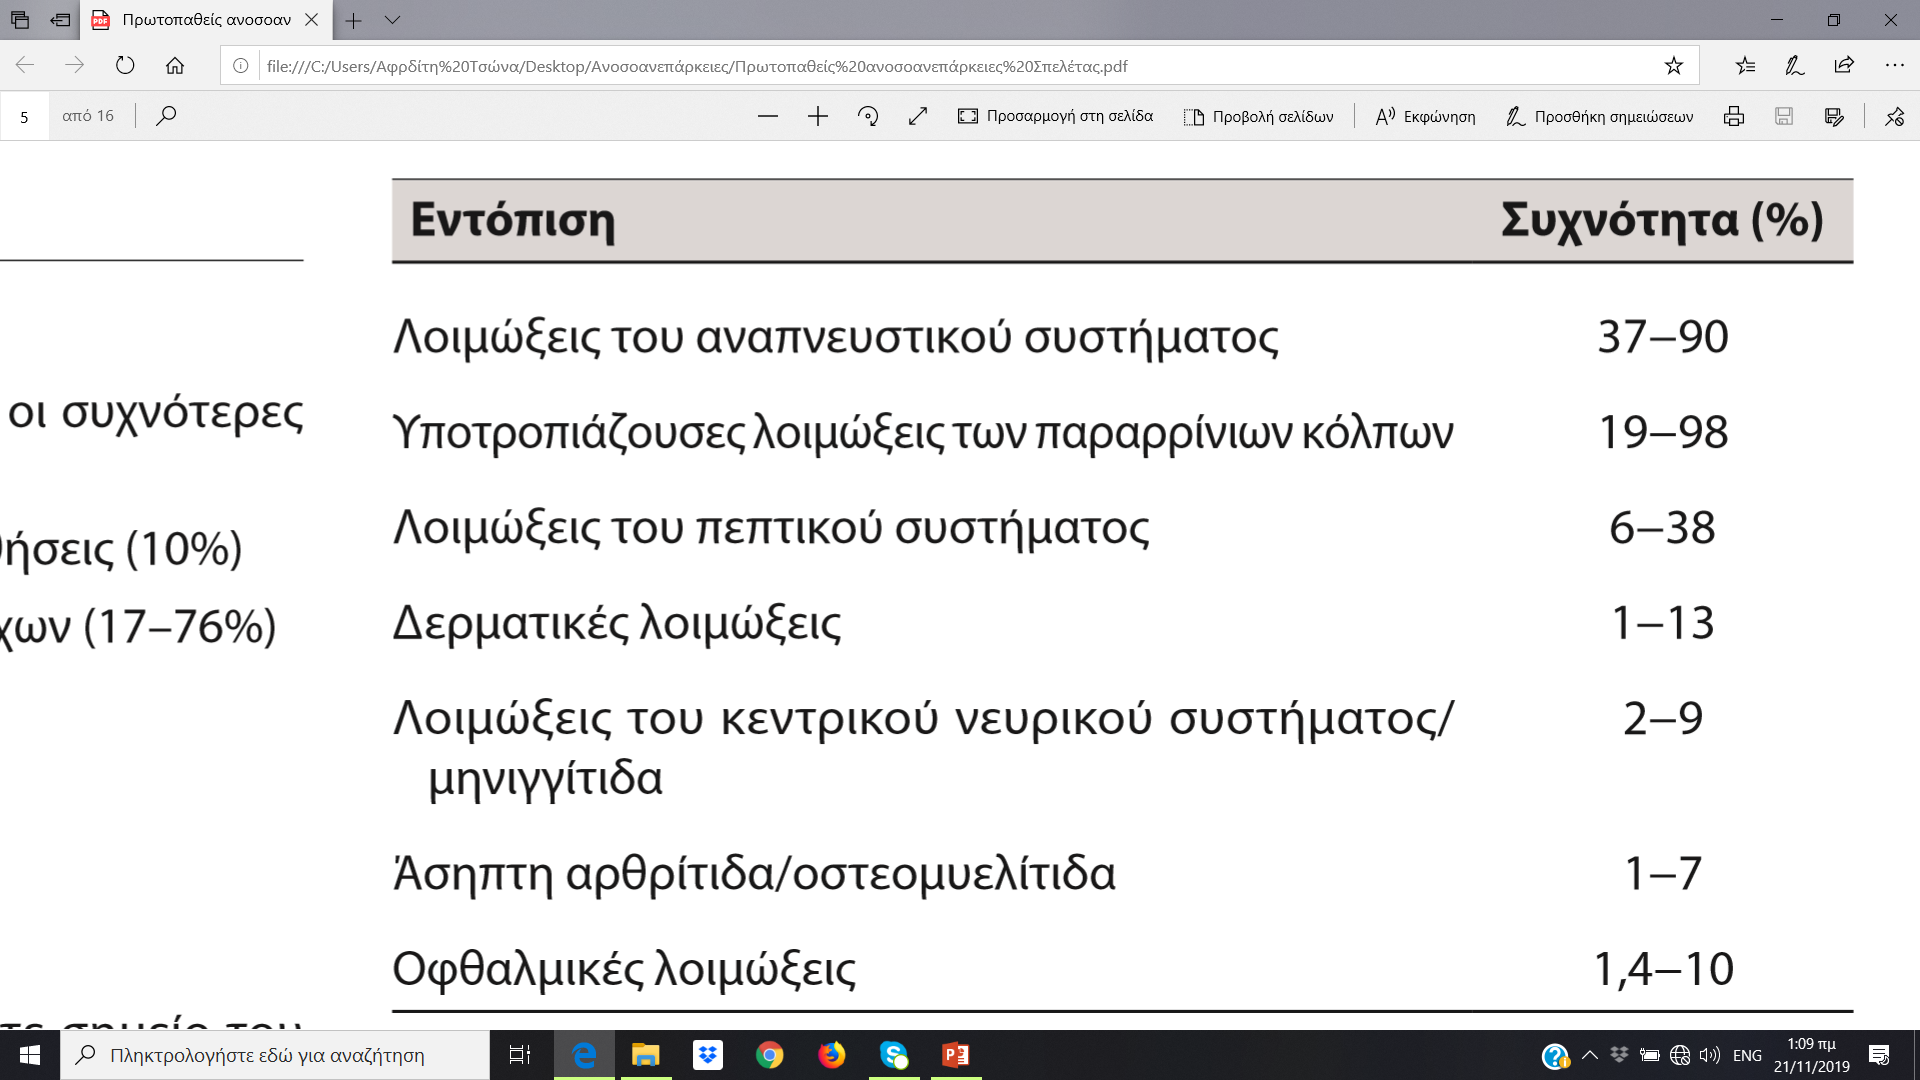 Πρωτοπαθείς ανοσοαν
file:///C:/Users/Αφρδίτη%20Τσώνα/Desktop/Ανοσοανεπάρκειες/Πρωτοπαθείς%20ανοσοανεπάρκειες%20Σπελέτας.pdf
5 από 16 Προσαρμογή στη σελίδα Προβολή σελίδων Εκφώνηση Προσθήκη σημειώσεων
Εντόπιση Συχνότητα (%)
Λοιμώξεις του αναπνευστικού συστήματος 37–90
οι συχνότερες
Υποτροπιάζουσες λοιμώξεις των παραρρίνιων κόλπων 19–98
Λοιμώξεις του πεπτικού συστήματος 6–38
θήσεις (10%)
Δερματικές λοιμώξεις 1–13
χων (17–76%)
Λοιμώξεις του κεντρικού νευρικού συστήματος/ 2–9
μηνιγγίτιδα
Άσηπτη αρθρίτιδα/οστεομυελίτιδα 1–7
Οφθαλμικές λοιμώξεις 1,4–10
σημείο του
Πληκτρολογήστε εδώ για αναζήτηση
ENG
1:09 πμ
21/11/2019